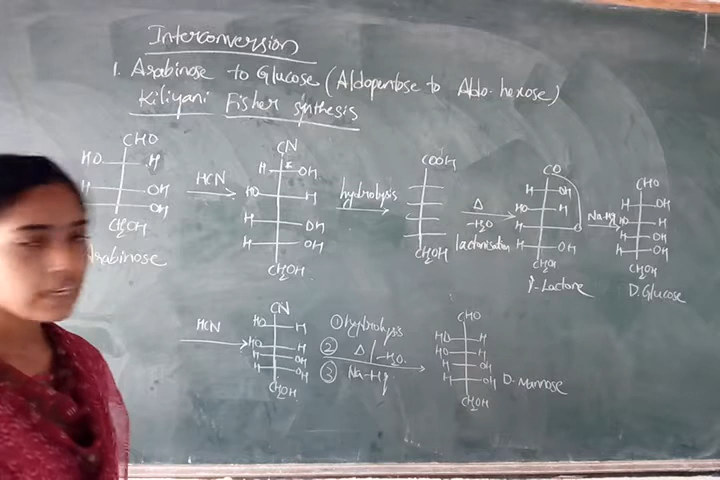 Interconversion
1. Arabinose to Glucose (Aldopentose to Aldo-hexose)
Kiliyani Fisher synthesis
CHO
HO H
H OH
H OH
CH2OH
Arabinose
HCN
CN
H * OH
HO H
H OH
H OH
CH2OH
hydrolysis
COOH
CH2OH
Δ
-H2O
lactonisation
CO
H OH
HO H
H O
H OH
CH2OH
γ-Lactone
Na-Hg
CHO
H OH
HO H
H OH
H OH
CH2OH
D.Glucose
HCN
CN
HO H
HO H
H OH
H OH
CH2OH
① hydrolysis
② Δ/-H2O.
③ Na-Hg
CHO
HO H
HO H
H OH
H OH
CH2OH
D-Mannose